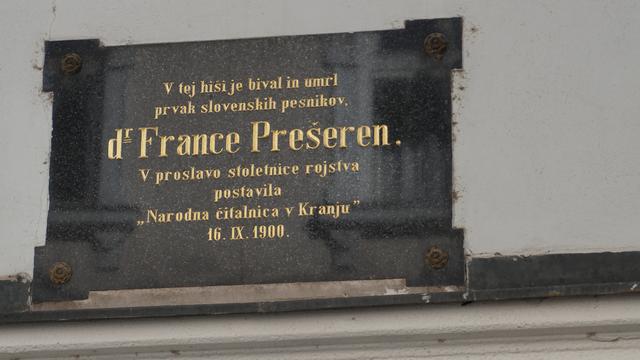 V tej hiši je bival in umrl
prvak slovenskih pesnikov,
dr France Prešeren.
V proslavo stoletnice rojstva
postavila
„Narodna čitalnica v Kranju”
16. IX. 1900.